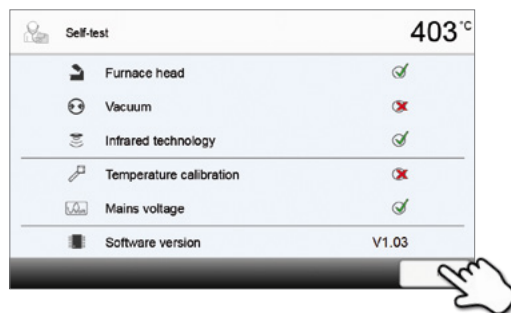 Self-test 403 °C
Furnace head
Vacuum
Infrared technology
Temperature calibration
Mains voltage
Software version V1.03